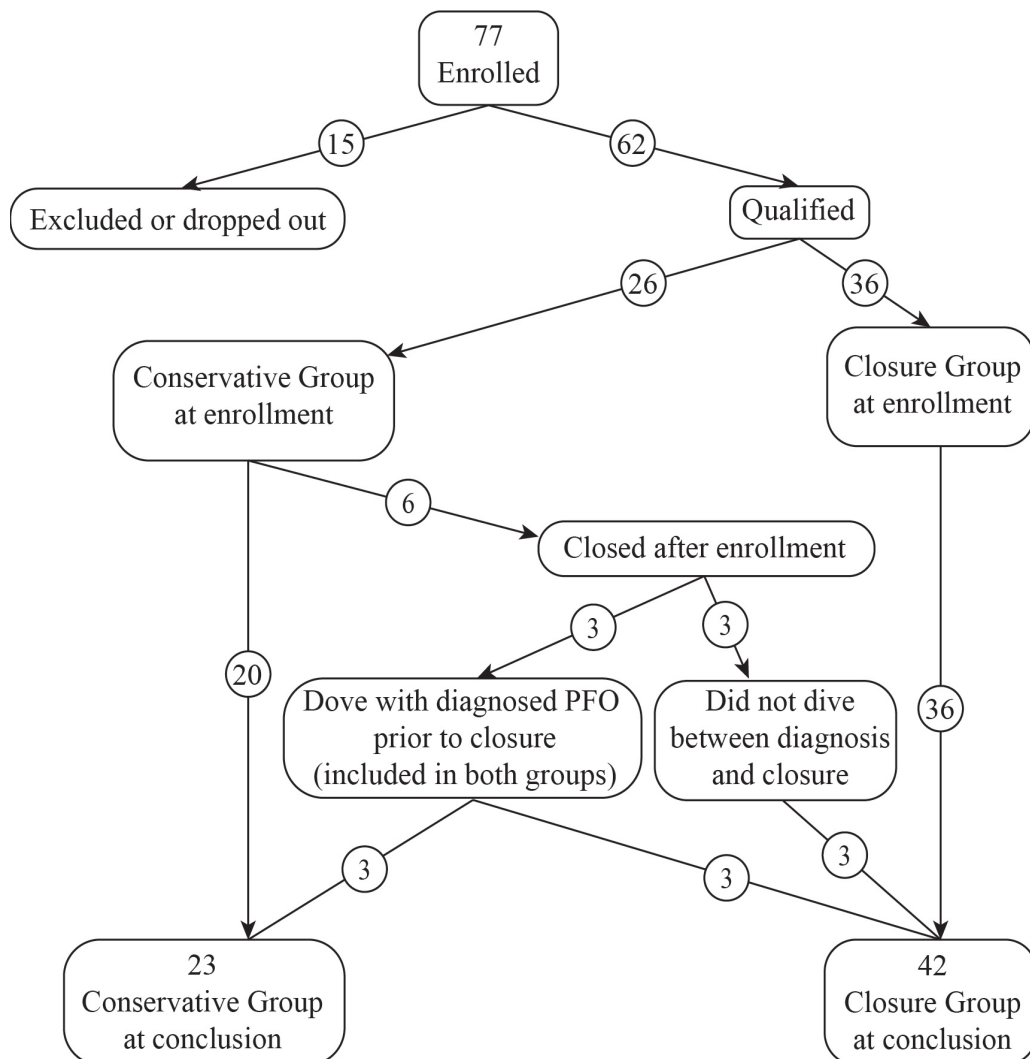 77
Enrolled
15
62
Excluded or dropped out
Qualified
26
36
Conservative Group
at enrollment
Closure Group
at enrollment
6
Closed after enrollment
3
3
20
Dove with diagnosed PFO
prior to closure
(included in both groups)
Did not dive
between diagnosis
and closure
36
3
3
3
23
Conservative Group
at conclusion
42
Closure Group
at conclusion